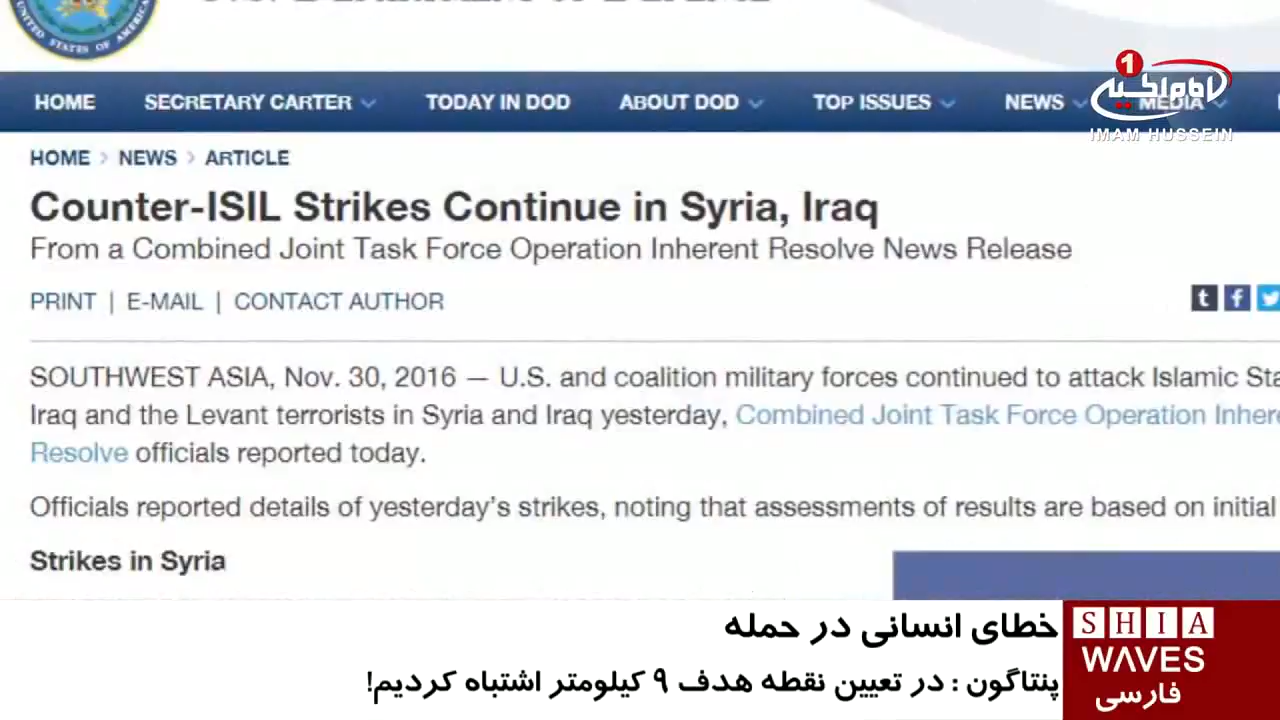 UNITED STATES OF AMERICA
HOME SECRETARY CARTER TODAY IN DOD ABOUT DOD TOP ISSUES NEWS MEDIA
1
IMAM HUSSEIN
HOME > NEWS > ARTICLE
Counter-ISIL Strikes Continue in Syria, Iraq
From a Combined Joint Task Force Operation Inherent Resolve News Release
PRINT | E-MAIL | CONTACT AUTHOR
t f
SOUTHWEST ASIA, Nov. 30, 2016 — U.S. and coalition military forces continued to attack Islamic Sta
Iraq and the Levant terrorists in Syria and Iraq yesterday, Combined Joint Task Force Operation Inhere
Resolve officials reported today.
Officials reported details of yesterday's strikes, noting that assessments of results are based on initial
Strikes in Syria
خطای انسانی در حمله
پنتاگون : در تعیین نقطه هدف ۹ کیلومتر اشتباه کردیم!
SHIA
WAVES
فارسی